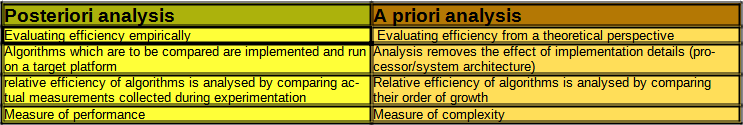 Posteriori analysis
A priori analysis
Evaluating efficiency empirically
Evaluating efficiency from a theoretical perspective
Algorithms which are to be compared are implemented and run
on a target platform
Analysis removes the effect of implementation details (pro-
cessor/system architecture)
relative efficiency of algorithms is analysed by comparing ac-
tual measurements collected during experimentation
Relative efficiency of algorithms is analysed by comparing
their order of growth
Measure of performance
Measure of complexity